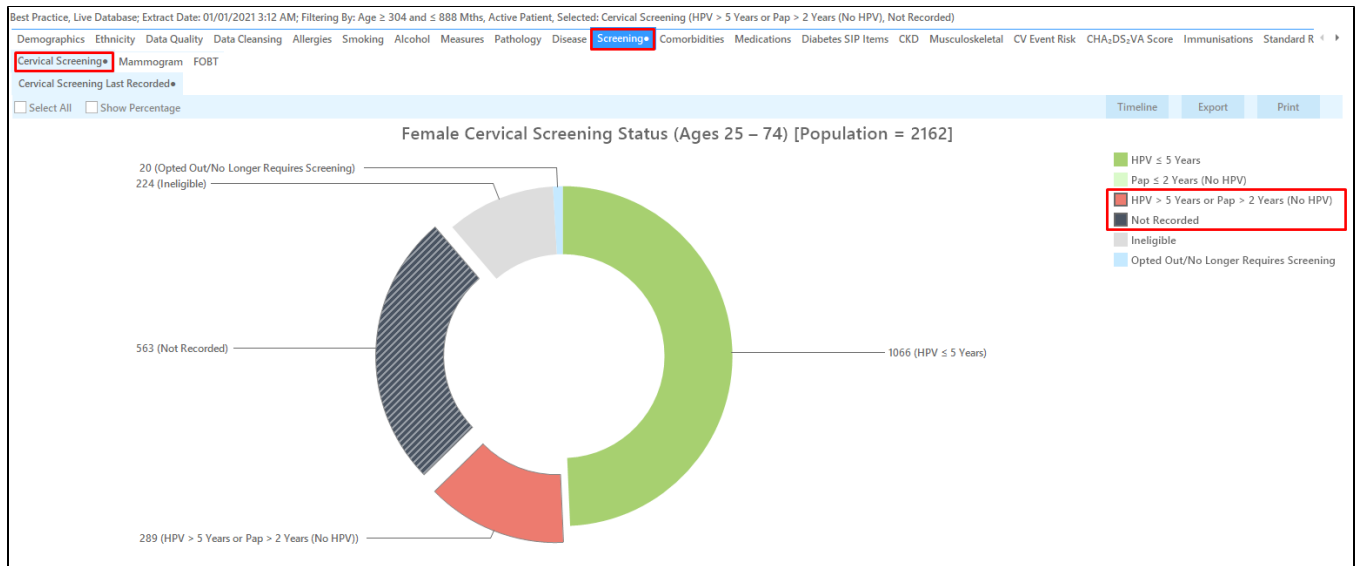 Best Practice, Live Database; Extract Date: 01/01/2021 3:12 AM; Filtering By: Age ≥ 304 and ≤ 888 Mths, Active Patient, Selected: Cervical Screening (HPV > 5 Years or Pap > 2 Years (No HPV), Not Recorded)
Demographics Ethnicity Data Quality Data Cleansing Allergies Smoking Alcohol Measures Pathology Disease Screening● Comorbidities Medications Diabetes SIP Items CKD Musculoskeletal CV Event Risk CHA₂DS₂VA Score Immunisations Standard R
Cervical Screening● Mammogram FOBT
Cervical Screening Last Recorded●
Select All Show Percentage Timeline Export Print
Female Cervical Screening Status (Ages 25 – 74) [Population = 2162]
20 (Opted Out/No Longer Requires Screening)
224 (Ineligible)
563 (Not Recorded)
1066 (HPV ≤ 5 Years)
289 (HPV > 5 Years or Pap > 2 Years (No HPV))
HPV ≤ 5 Years
Pap ≤ 2 Years (No HPV)
HPV > 5 Years or Pap > 2 Years (No HPV)
Not Recorded
Ineligible
Opted Out/No Longer Requires Screening